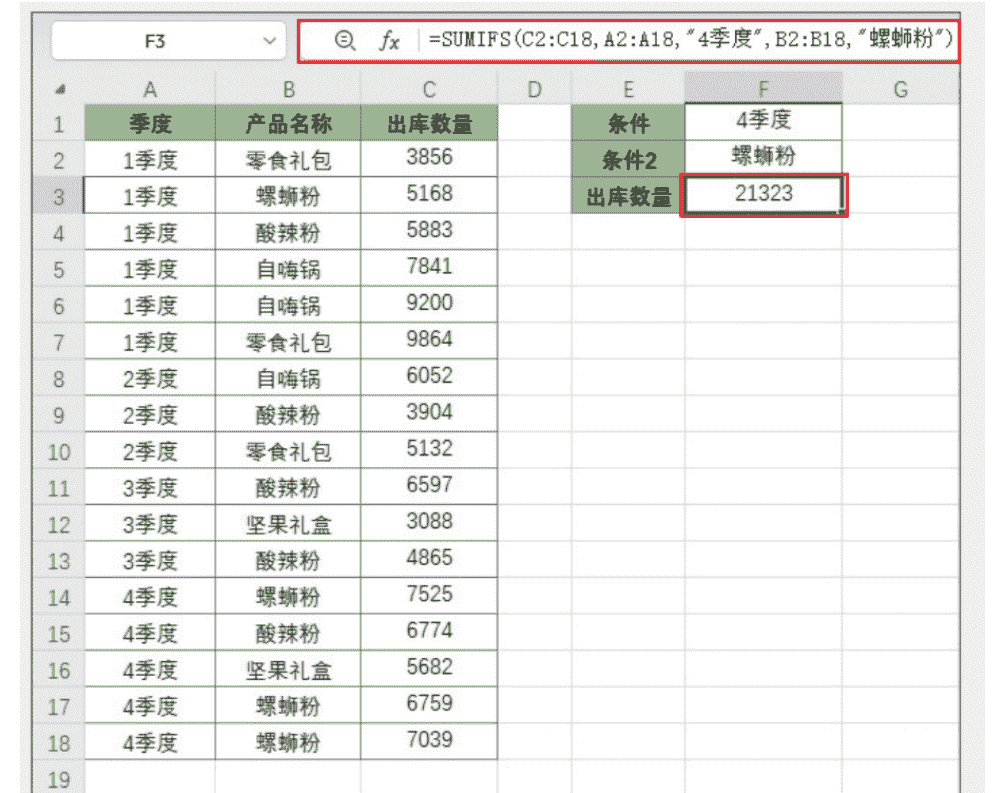 F3 fx =SUMIFS(C2:C18,A2:A18,"4季度",B2:B18,"螺蛳粉")
A B C D E F G
1 季度 产品名称 出库数量 条件 4季度
2 1季度 零食礼包 3856 条件2 螺蛳粉
3 1季度 螺蛳粉 5168 出库数量 21323
4 1季度 酸辣粉 5883
5 1季度 自嗨锅 7841
6 1季度 自嗨锅 9200
7 1季度 零食礼包 9864
8 2季度 自嗨锅 6052
9 2季度 酸辣粉 3904
10 2季度 零食礼包 5132
11 3季度 酸辣粉 6597
12 3季度 坚果礼盒 3088
13 3季度 酸辣粉 4865
14 4季度 螺蛳粉 7525
15 4季度 酸辣粉 6774
16 4季度 坚果礼盒 5682
17 4季度 螺蛳粉 6759
18 4季度 螺蛳粉 7039
19